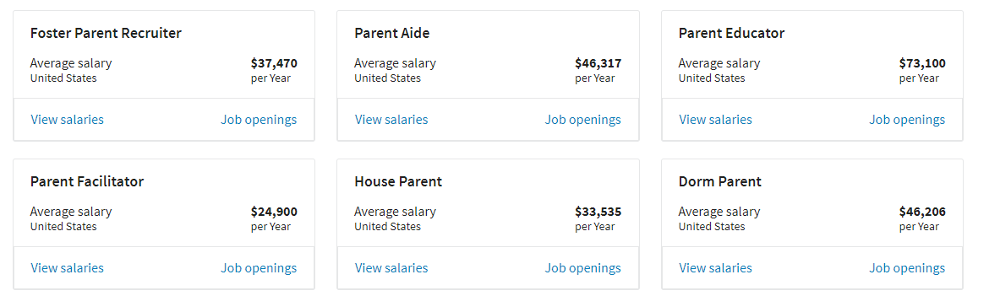 Foster Parent Recruiter
Average salary $37,470
United States per Year
View salaries Job openings
Parent Aide
Average salary $46,317
United States per Year
View salaries Job openings
Parent Educator
Average salary $73,100
United States per Year
View salaries Job openings
Parent Facilitator
Average salary $24,900
United States per Year
View salaries Job openings
House Parent
Average salary $33,535
United States per Year
View salaries Job openings
Dorm Parent
Average salary $46,206
United States per Year
View salaries Job openings